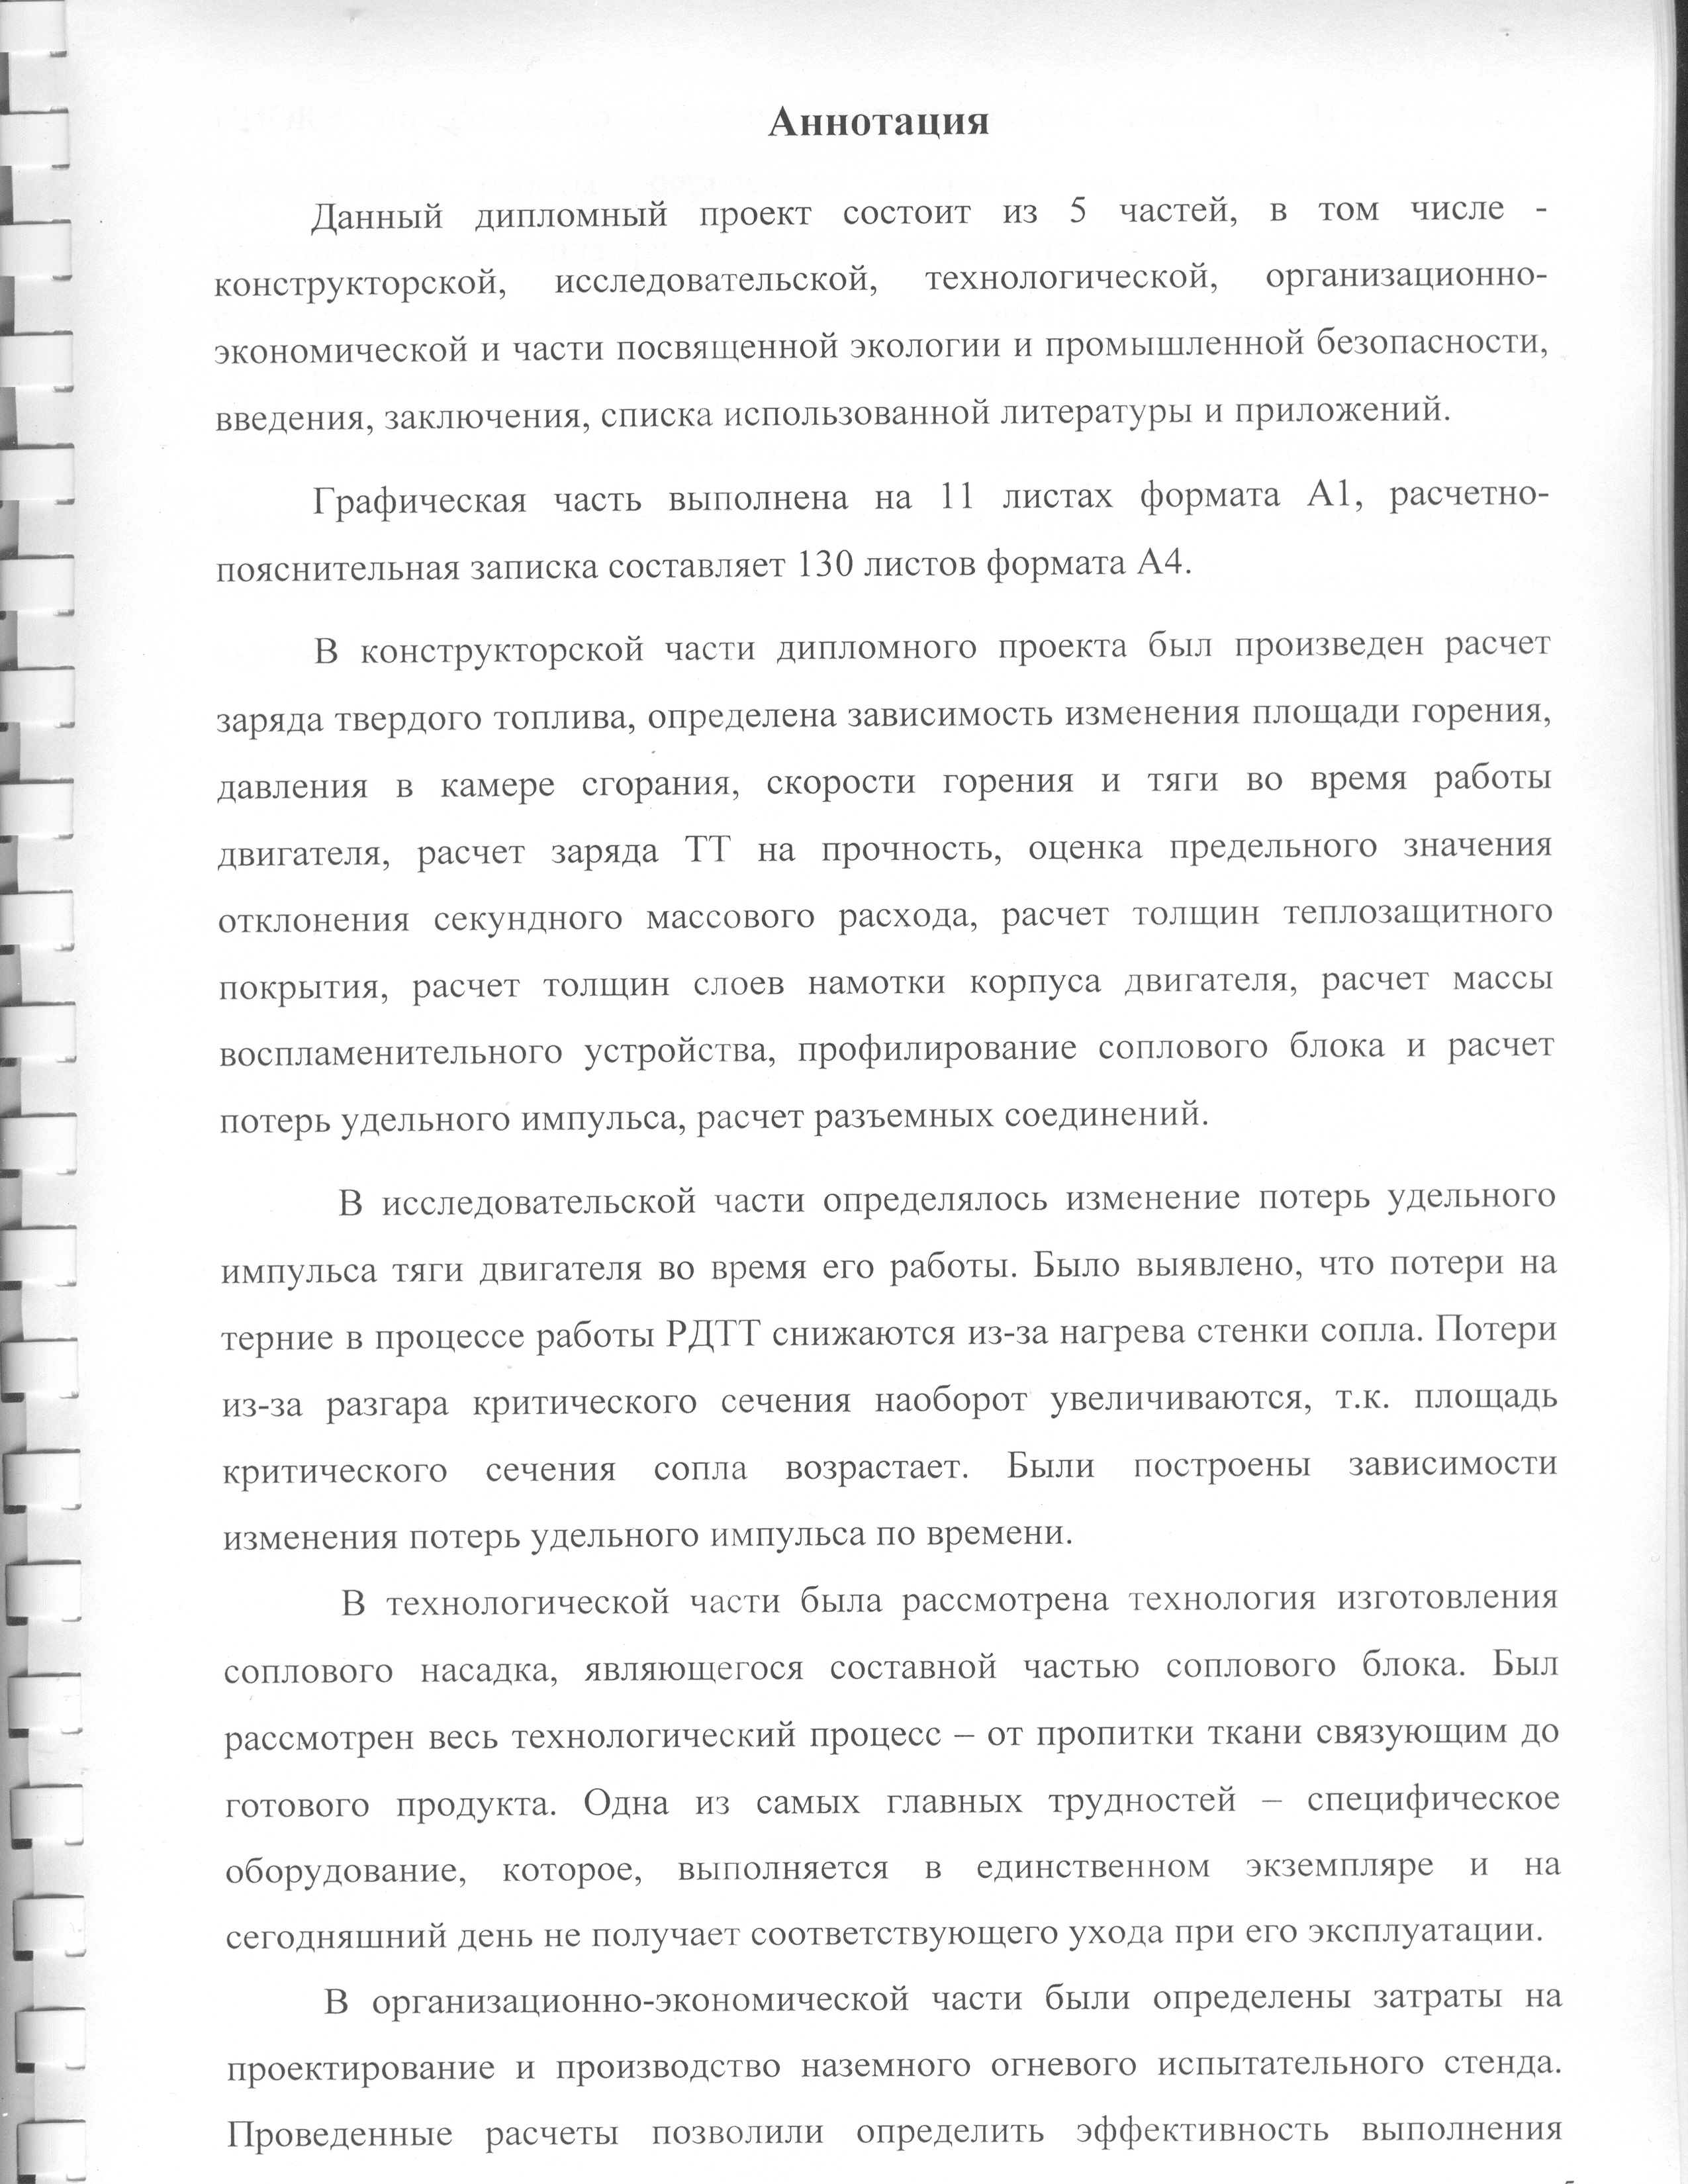 Аннотация
Данный дипломный проект состоит из 5 частей, в том числе -
конструкторской, исследовательской, технологической, организационно-
экономической и части посвященной экологии и промышленной безопасности,
введения, заключения, списка использованной литературы и приложений.
Графическая часть выполнена на 11 листах формата А1, расчетно-
пояснительная записка составляет 130 листов формата А4.
В конструкторской части дипломного проекта был произведен расчет
заряда твердого топлива, определена зависимость изменения площади горения,
давления в камере сгорания, скорости горения и тяги во время работы
двигателя, расчет заряда ТТ на прочность, оценка предельного значения
отклонения секундного массового расхода, расчет толщин теплозащитного
покрытия, расчет толщин слоев намотки корпуса двигателя, расчет массы
воспламенительного устройства, профилирование соплового блока и расчет
потерь удельного импульса, расчет разъемных соединений.
В исследовательской части определялось изменение потерь удельного
импульса тяги двигателя во время его работы. Было выявлено, что потери на
терние в процессе работы РДТТ снижаются из-за нагрева стенки сопла. Потери
из-за разгара критического сечения наоборот увеличиваются, т.к. площадь
критического сечения сопла возрастает. Были построены зависимости
изменения потерь удельного импульса по времени.
В технологической части была рассмотрена технология изготовления
соплового насадка, являющегося составной частью соплового блока. Был
рассмотрен весь технологический процесс – от пропитки ткани связующим до
готового продукта. Одна из самых главных трудностей – специфическое
оборудование, которое, выполняется в единственном экземпляре и на
сегодняшний день не получает соответствующего ухода при его эксплуатации.
В организационно-экономической части были определены затраты на
проектирование и производство наземного огневого испытательного стенда.
Проведенные расчеты позволили определить эффективность выполнения